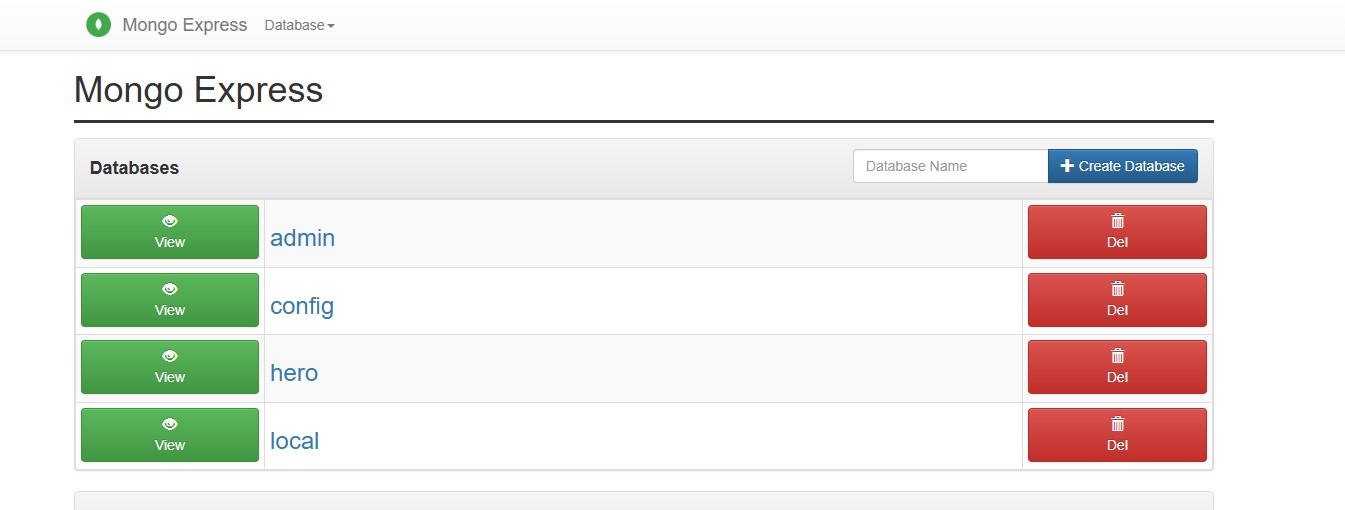 Mongo Express Database
Mongo Express
Databases Database Name Create Database
View admin Del
View config Del
View hero Del
View local Del